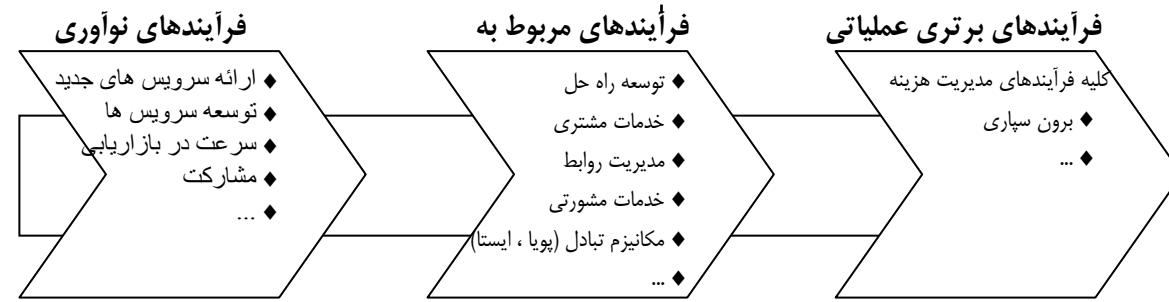 فرآیندهای برتری عملیاتی
کلیه فرآیندهای مدیریت هزینه
♦ برون سپاری
♦ ...
فرأیندهای مربوط به
♦ توسعه راه حل
♦ خدمات مشتری
♦ مدیریت روابط
♦ خدمات مشورتی
♦ مکانیزم تبادل (پویا ، ایستا)
♦ ...
فرآیندهای نوآوری
♦ ارائه سرویس های جدید
♦ توسعه سرویس ها
♦ سرعت در بازاریابی
♦ مشارکت
♦ ...